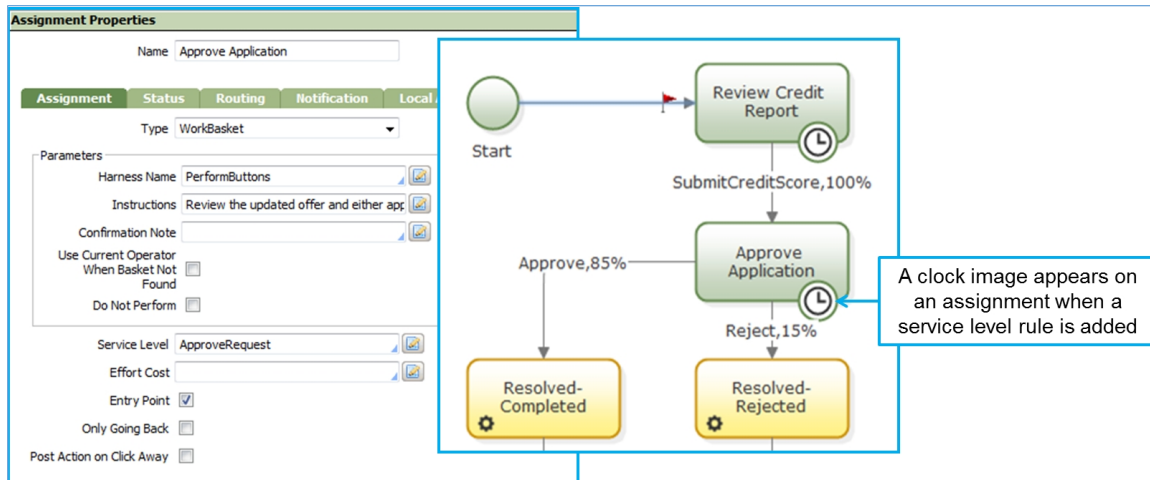 Assignment Properties
Name Approve Application
Assignment Status Routing Notification Local
Type WorkBasket
Parameters
Harness Name PerformButtons
Instructions Review the updated offer and either app
Confirmation Note
Use Current Operator
When Basket Not
Found
Do Not Perform
Service Level ApproveRequest
Effort Cost
Entry Point
Only Going Back
Post Action on Click Away
Start
Review Credit
Report
SubmitCreditScore,100%
Approve
Application
Approve,85%
Reject,15%
Resolved-
Completed
Resolved-
Rejected
A clock image appears on
an assignment when a
service level rule is added